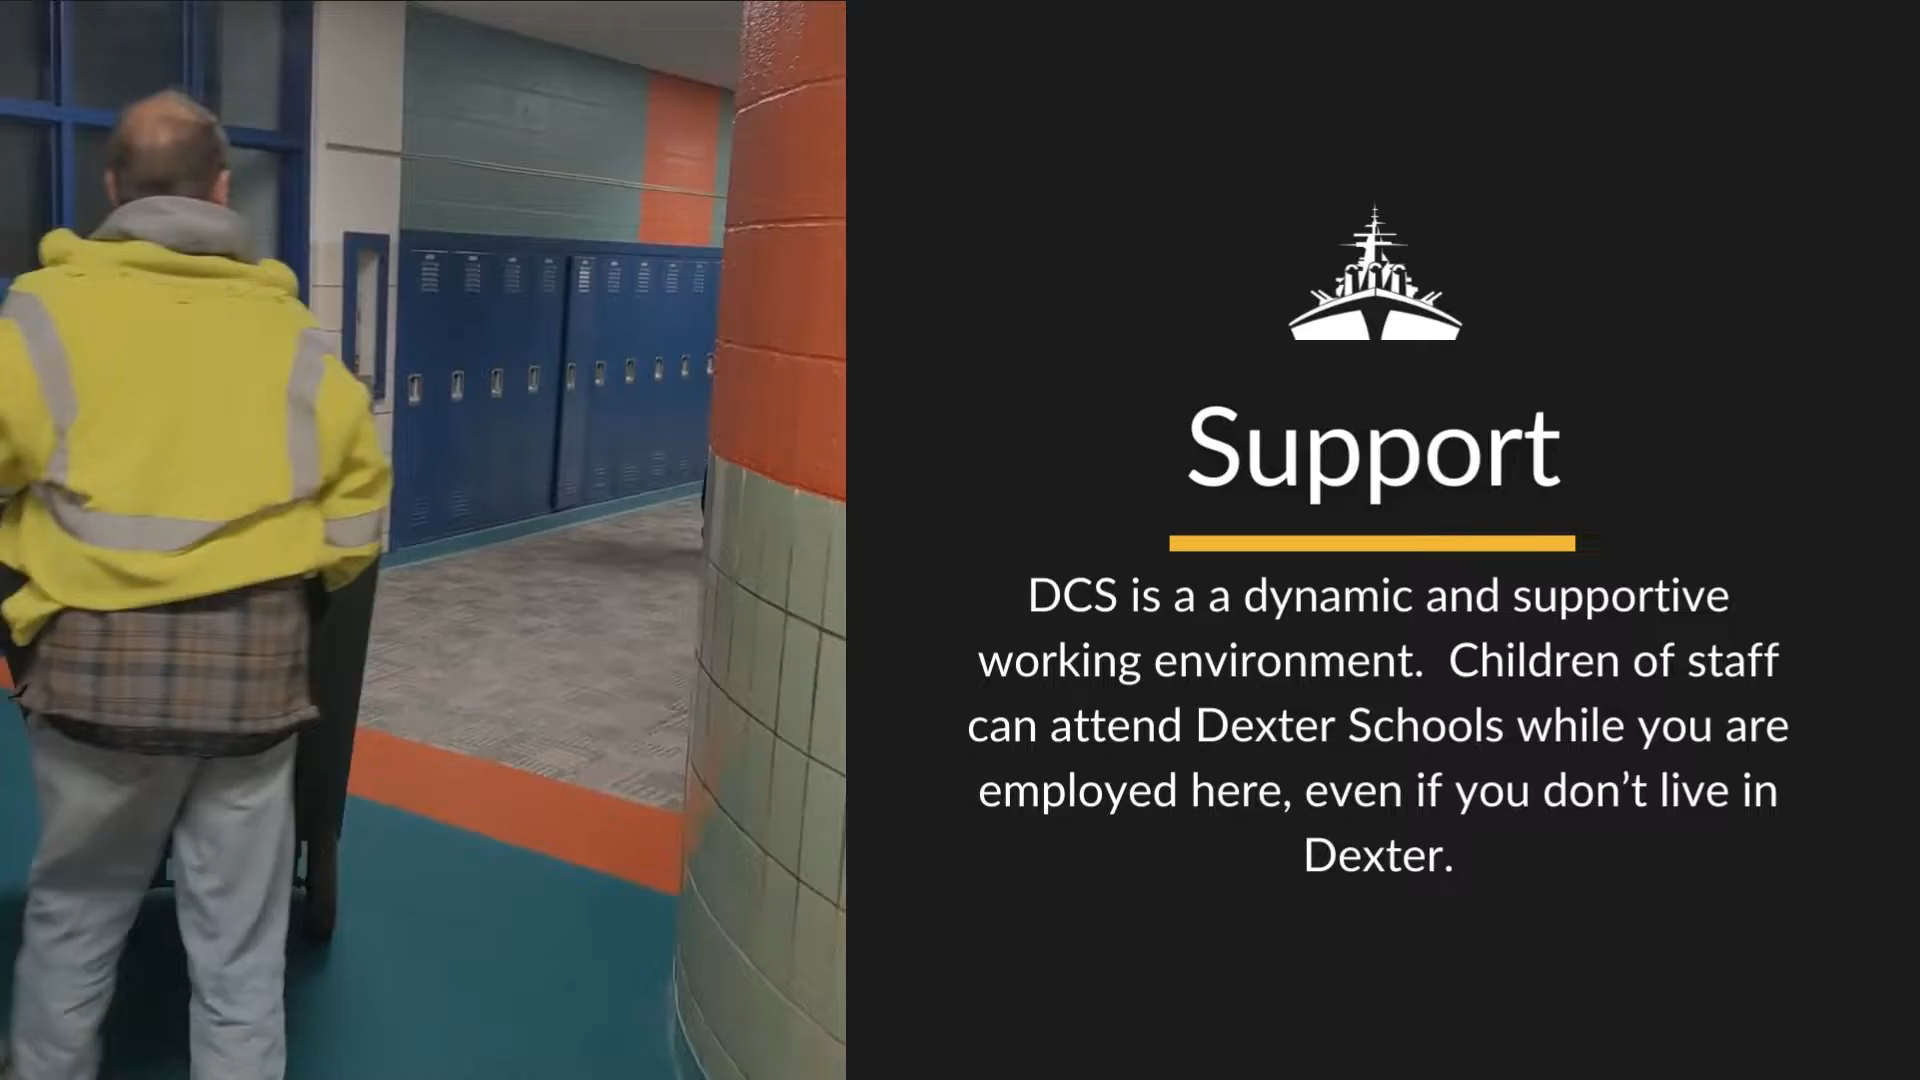 Support
DCS is a a dynamic and supportive
working environment.  Children of staff
can attend Dexter Schools while you are
employed here, even if you don’t live in
Dexter.